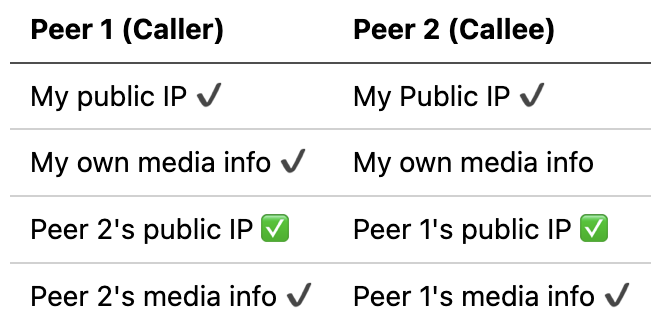 Peer 1 (Caller) Peer 2 (Callee)
My public IP ✔ My Public IP ✔
My own media info ✔ My own media info
Peer 2's public IP ✅ Peer 1's public IP ✅
Peer 2's media info ✔ Peer 1's media info ✔